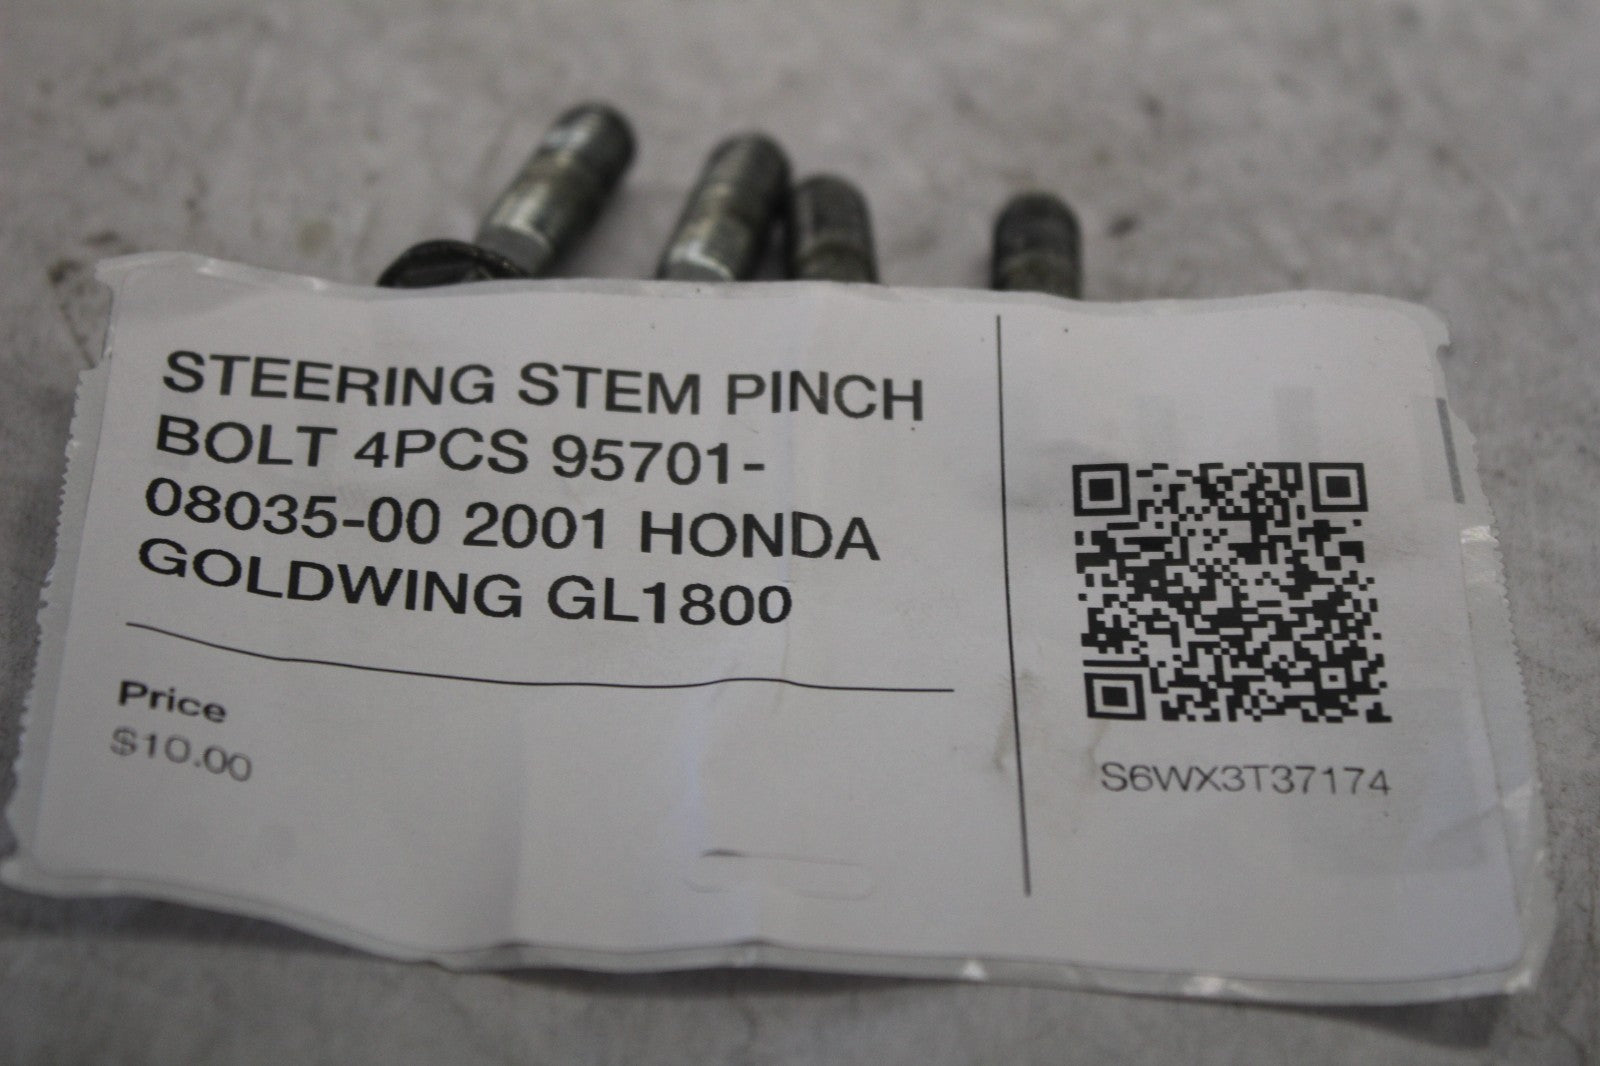 STEERING STEM PINCH
BOLT 4PCS 95701-
08035-00 2001 HONDA
GOLDWING GL1800
Price
$10.00
S6WX3T37174